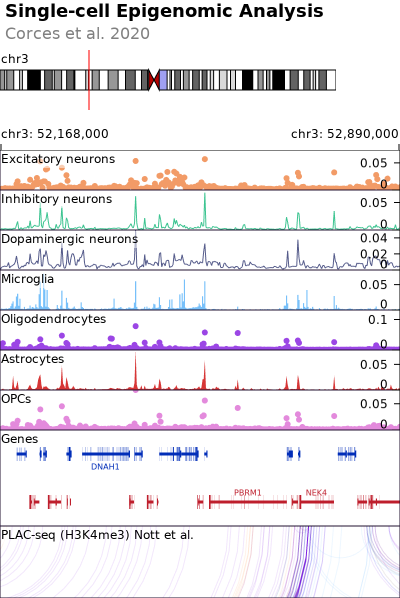 Single-cell Epigenomic Analysis
Corces et al. 2020
chr3
chr3: 52,168,000 chr3: 52,890,000
Excitatory neurons 0.05
0
Inhibitory neurons 0.05
0
Dopaminergic neurons 0.04
0.02
0
Microglia 0.05
0
Oligodendrocytes 0.1
0
Astrocytes 0.05
0
OPCs 0.05
0
Genes
DNAH1
PBRM1 NEK4
PLAC-seq (H3K4me3) Nott et al.